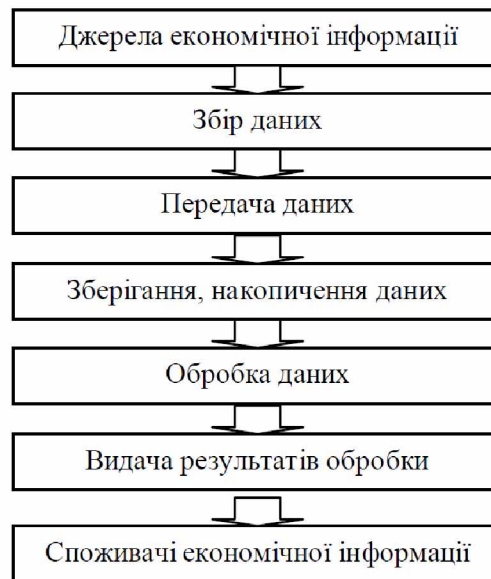 Джерела економічної інформації
Збір даних
Передача даних
Зберігання, накопичення даних
Обробка даних
Видача результатів обробки
Споживачі економічної інформації